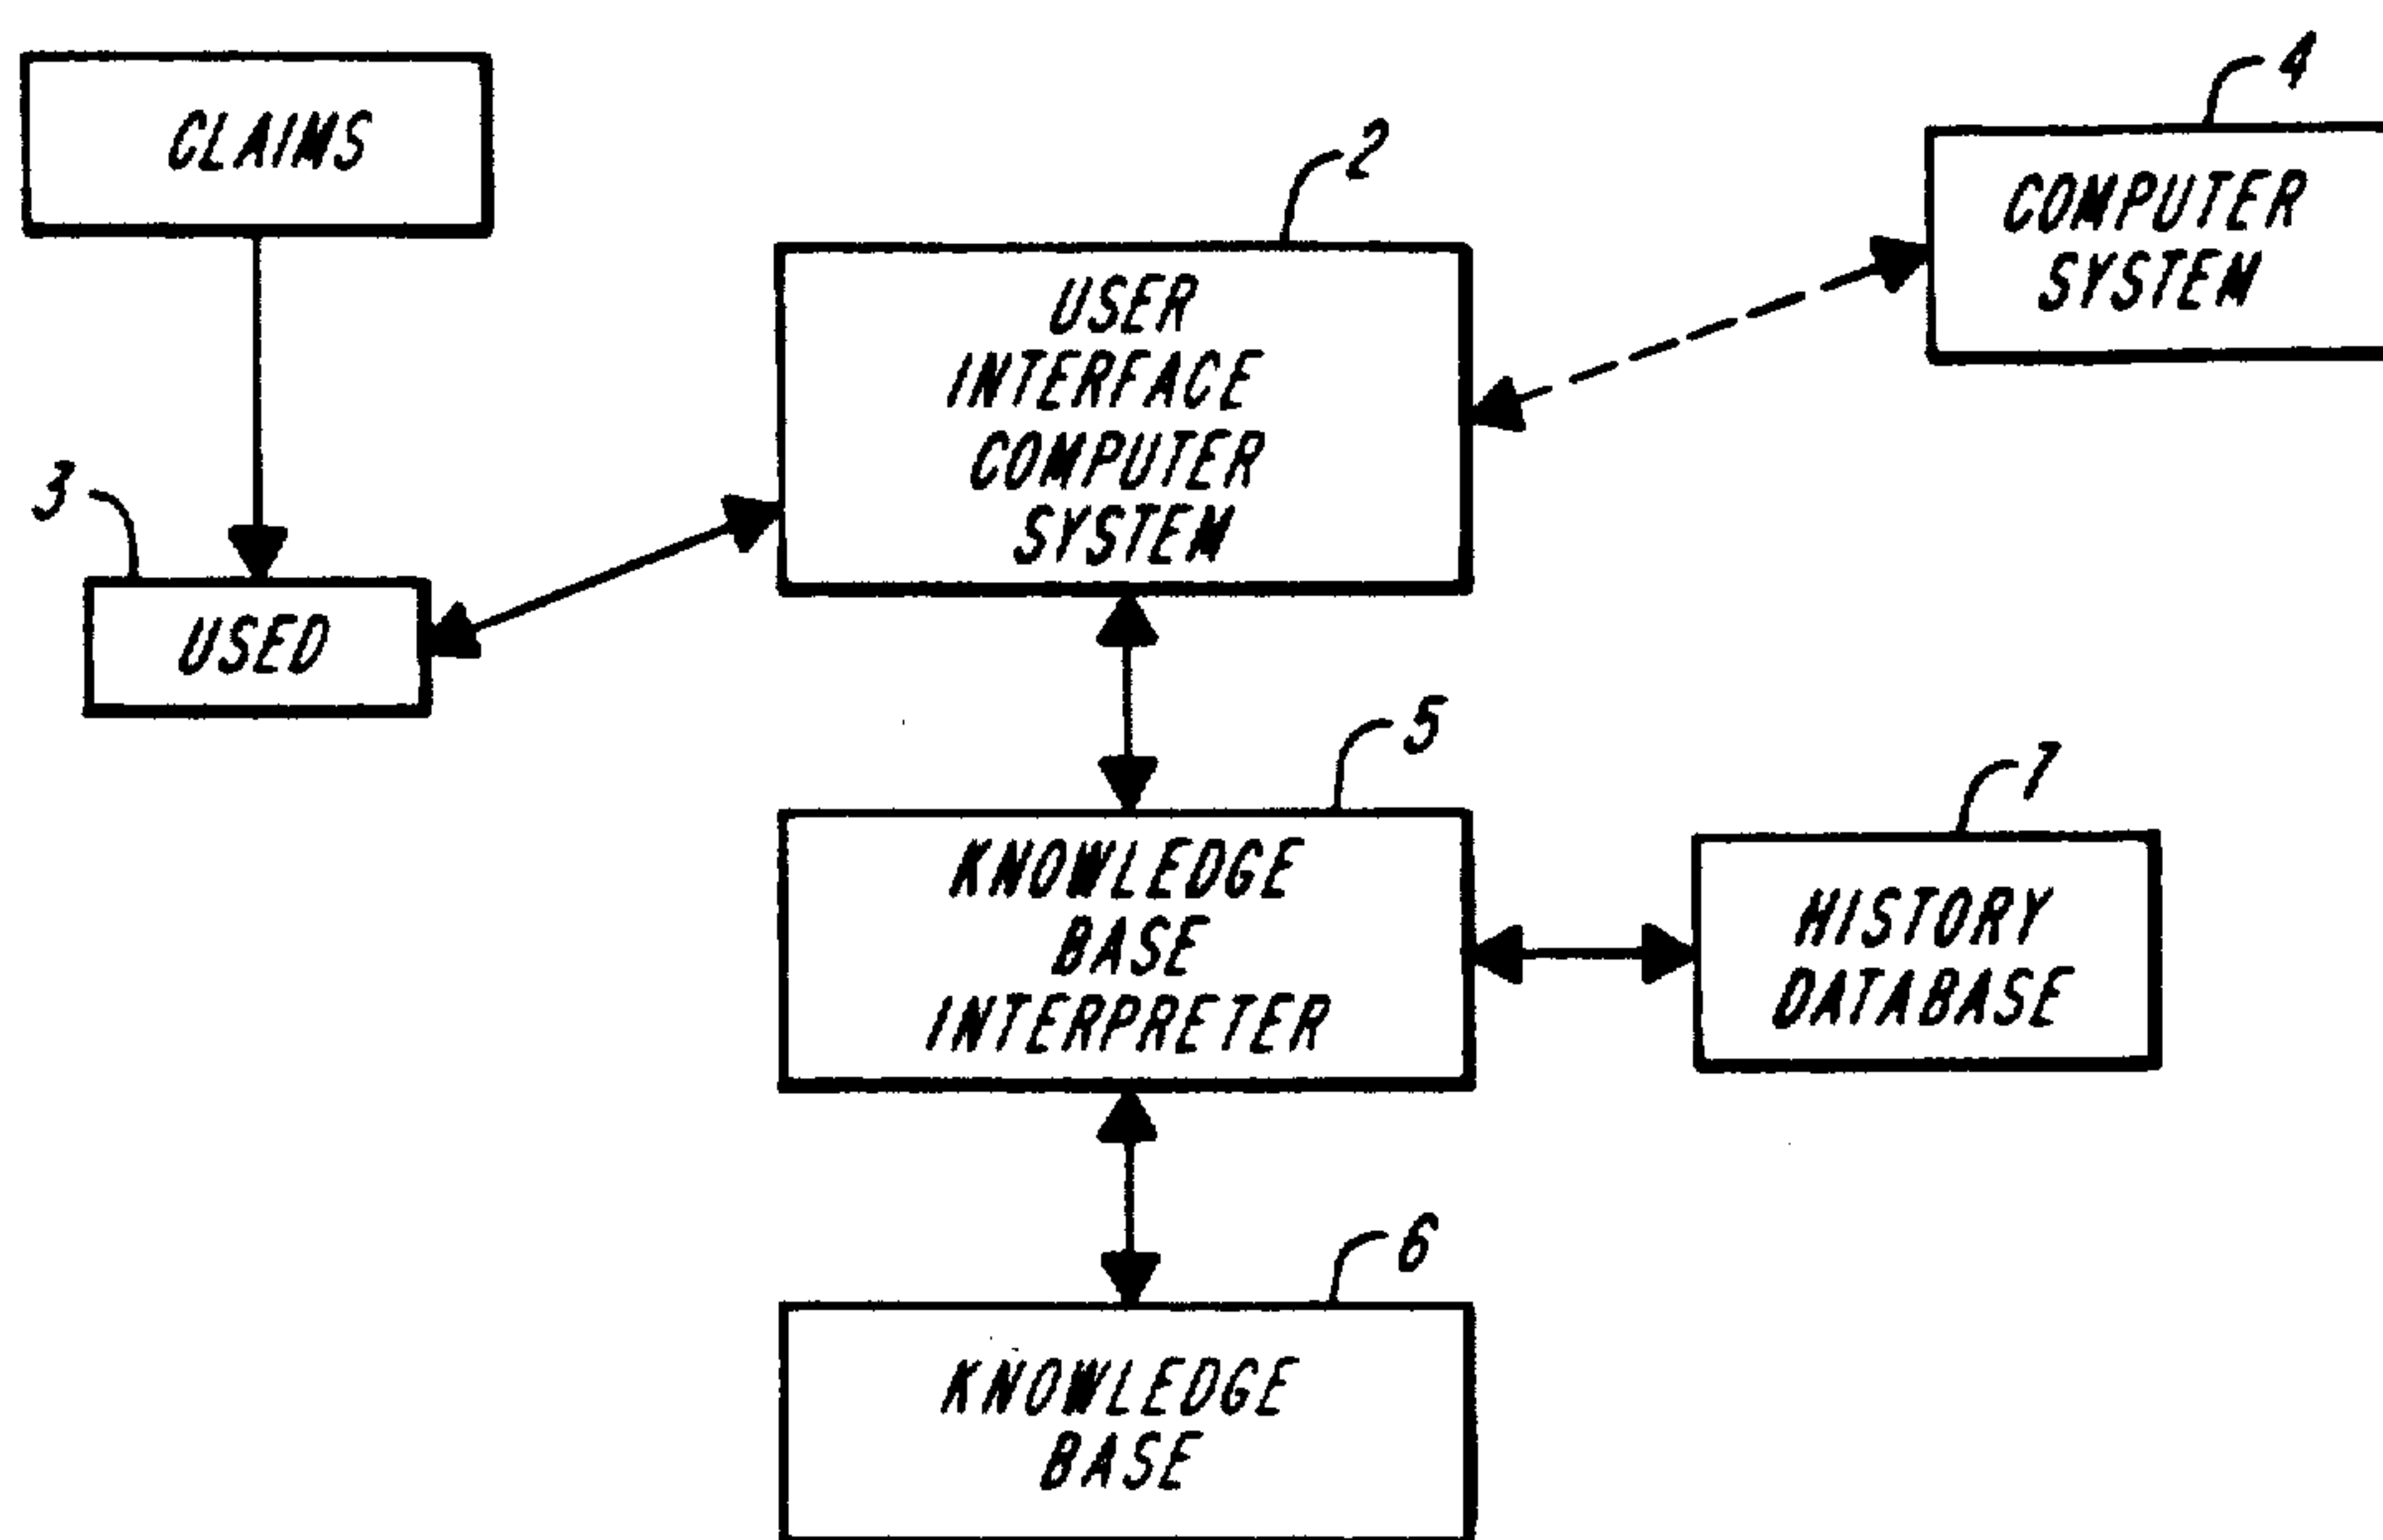 CLAIMS
4
COMPUTER
SYSTEM
2
USER
INTERFACE
COMPUTER
SYSTEM
3
USED
5
KNOWLEDGE
BASE
INTERPRETER
7
HISTORY
DATABASE
6
KNOWLEDGE
BASE